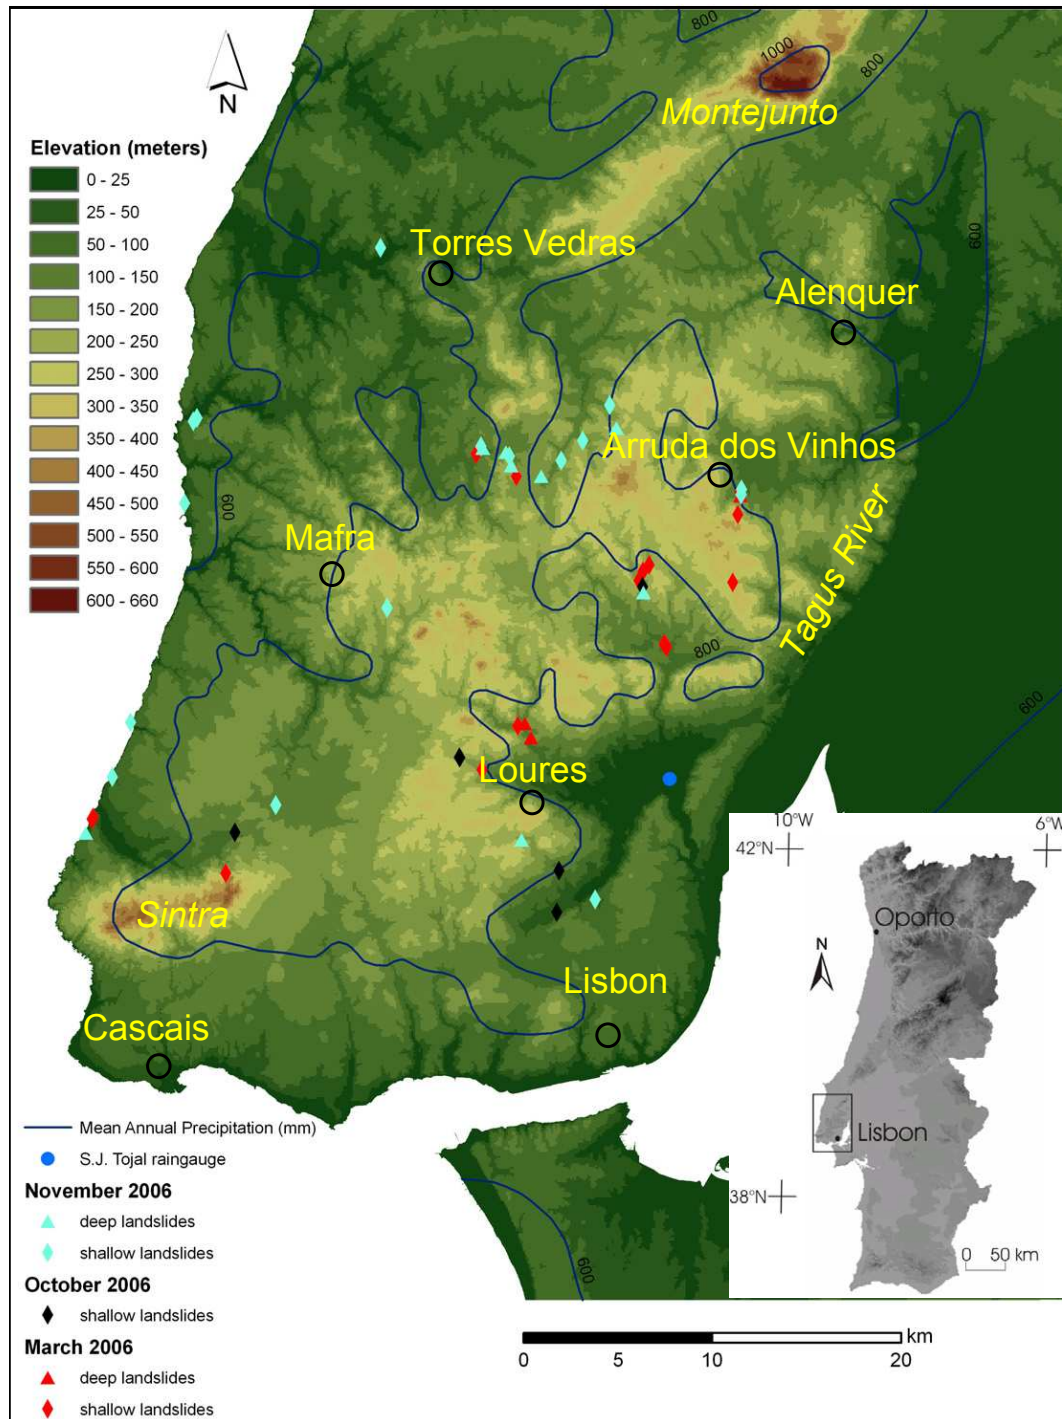 800
1000
800
N
Montejunto
Elevation (meters)
0 - 25
25 - 50
50 - 100
100 - 150
150 - 200
200 - 250
250 - 300
300 - 350
350 - 400
400 - 450
450 - 500
500 - 550
550 - 600
600 - 660
600
Torres Vedras
Alenquer
Arruda dos Vinhos
600
Mafra
Tagus River
800
600
Loures
Sintra
Lisbon
Cascais
10°W
6°W
42°N
Oporto
N
Lisbon
38°N
0 50 km
Mean Annual Precipitation (mm)
S.J. Tojal raingauge
November 2006
deep landslides
shallow landslides
October 2006
shallow landslides
March 2006
deep landslides
shallow landslides
600
km
0 5 10 20